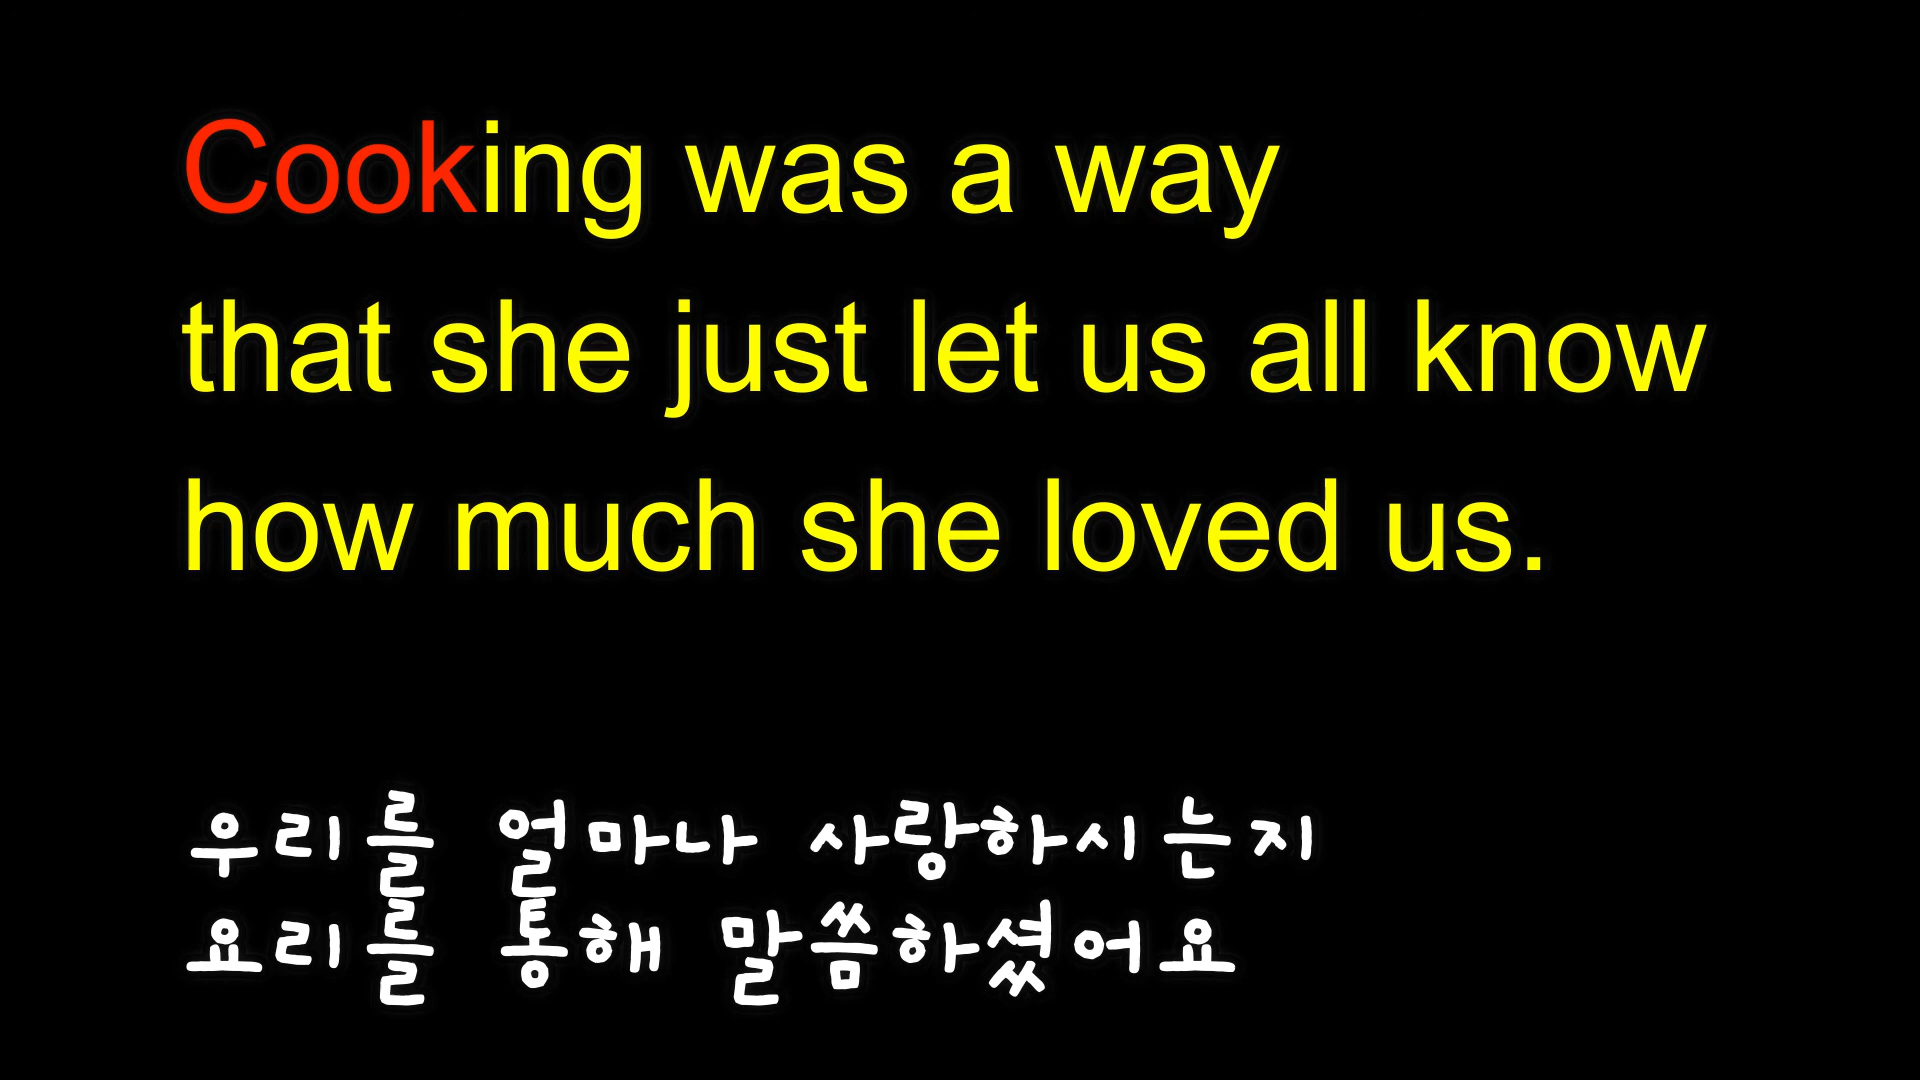 Cooking was a way
that she just let us all know
how much she loved us.
우리를 얼마나 사랑하시는지
요리를 통해 말씀하셨어요